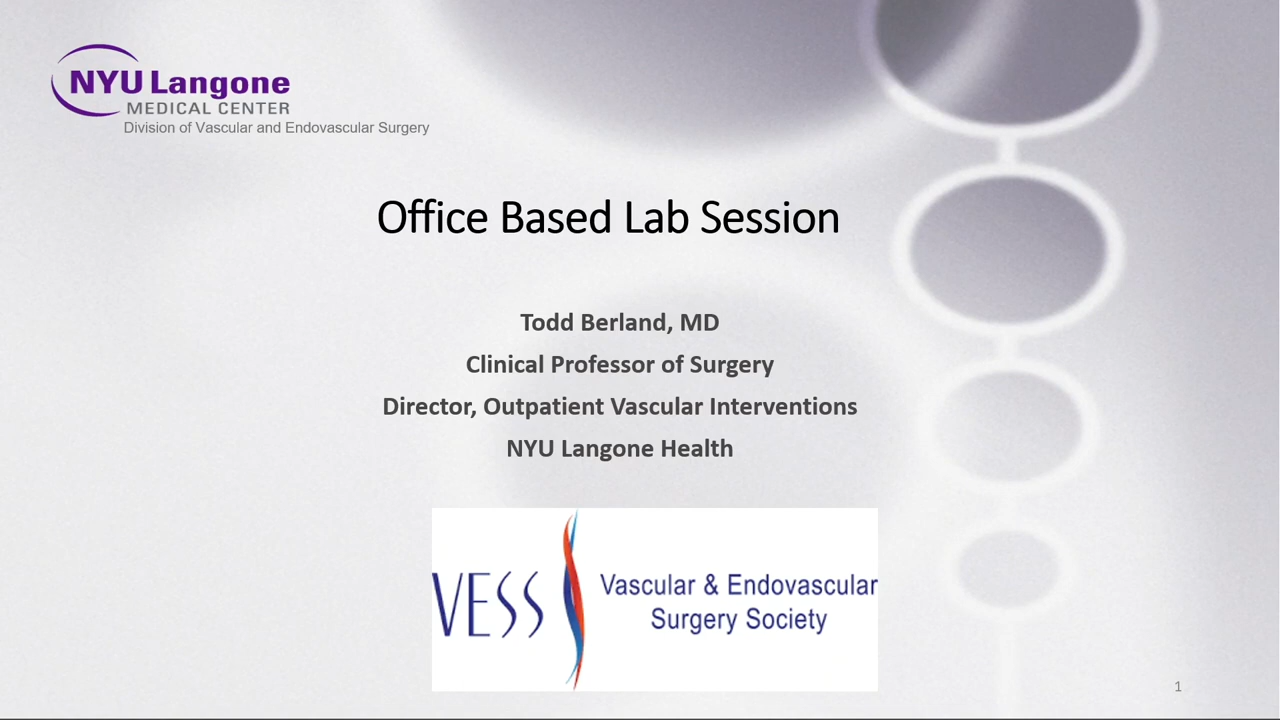 NYU Langone
MEDICAL CENTER
Division of Vascular and Endovascular Surgery
Office Based Lab Session
Todd Berland, MD
Clinical Professor of Surgery
Director, Outpatient Vascular Interventions
NYU Langone Health
VESS
Vascular & Endovascular
Surgery Society
1